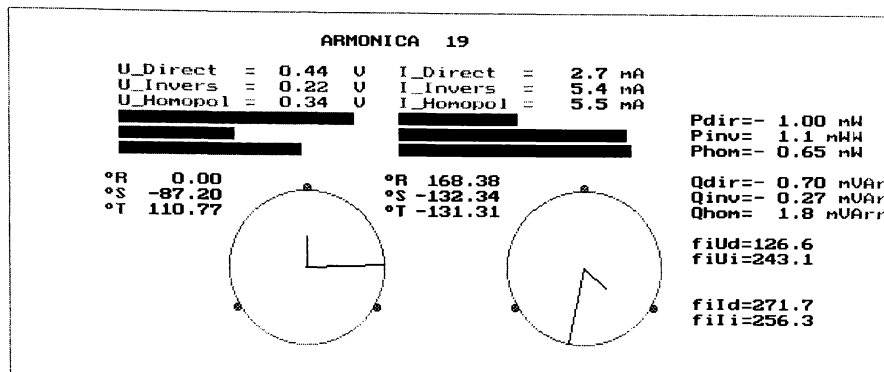 ARMONICA 19
U_Direct = 0.44 V
U_Invers = 0.22 V
U_Homopol = 0.34 V
I_Direct = 2.7 mA
I_Invers = 5.4 mA
I_Homopol = 5.5 mA
Pdir=- 1.00 mW
Pinv= 1.1 mWW
Phom=- 0.65 mW
°R 0.00
°S -87.20
°T 110.77
°R 168.38
°S -132.34
°T -131.31
Qdir=- 0.70 mVAr
Qinv=- 0.27 mVAr
Qhom= 1.8 mVArr
fiUd=126.6
fiUi=243.1
fiId=271.7
fiIi=256.3